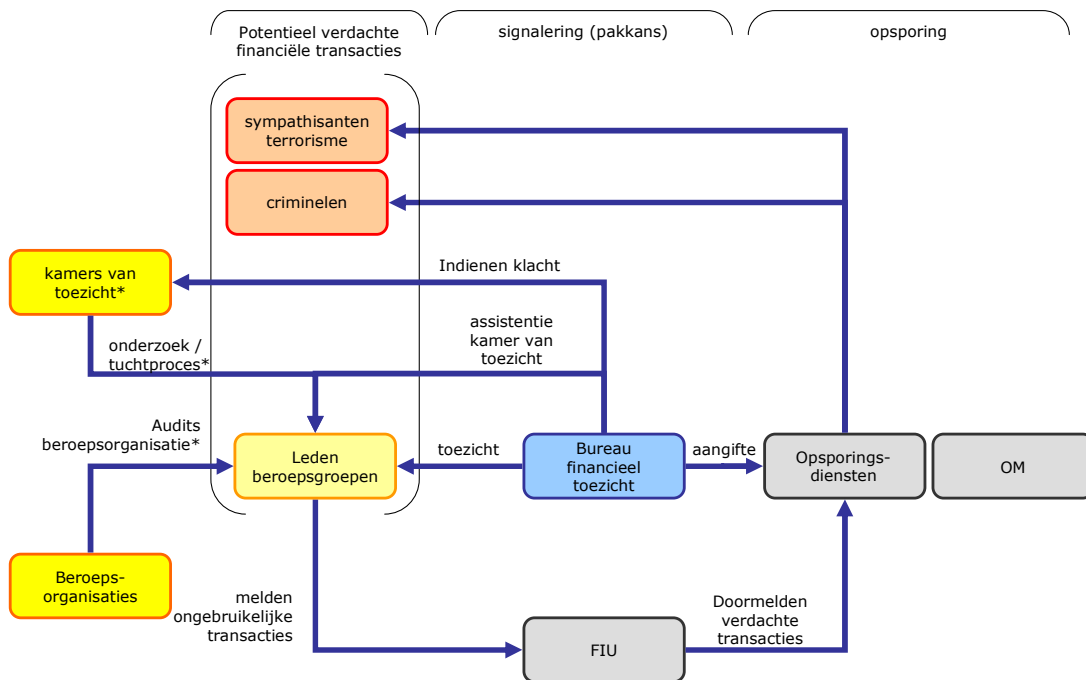 Potentieel verdachte
financiële transacties
signalering (pakkans)
opsporing
sympathisanten
terrorisme
criminelen
kamers van
toezicht*
Indienen klacht
assistentie
kamer van
toezicht
onderzoek /
tuchtproces*
Audits
beroepsorganisatie*
Leden
beroepsgroepen
toezicht
Bureau
financieel
toezicht
aangifte
Opsporings-
diensten
OM
Beroeps-
organisaties
melden
ongebruikelijke
transacties
FIU
Doormelden
verdachte
transacties